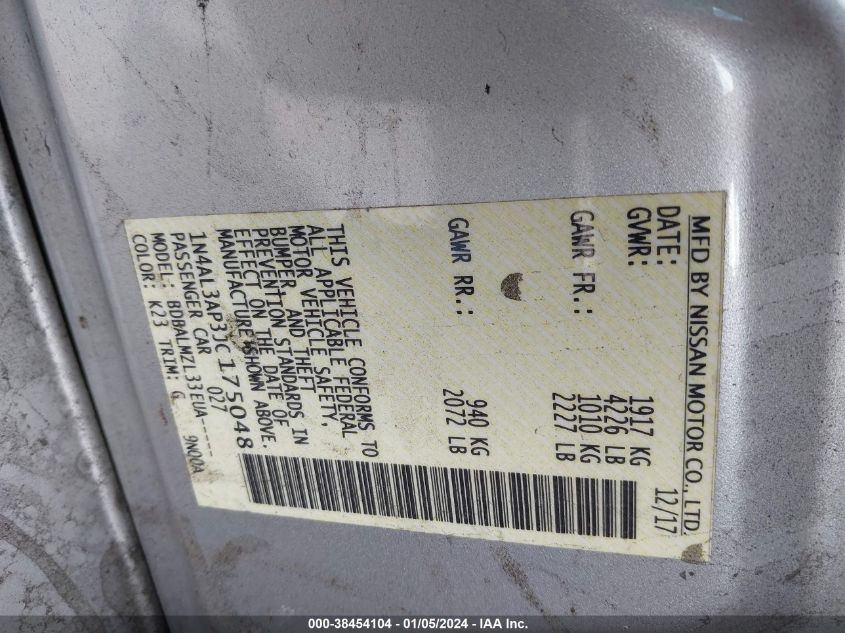 MFD BY NISSAN MOTOR CO., LTD.
DATE: 12/17
GVWR: 1917 KG
4226 LB
GAWR FR.: 1010 KG
2227 LB
GAWR RR.: 940 KG
2072 LB
THIS VEHICLE CONFORMS TO
ALL APPLICABLE FEDERAL
MOTOR VEHICLE SAFETY,
BUMPER, AND THEFT
PREVENTION STANDARDS IN
EFFECT ON THE DATE OF
MANUFACTURE SHOWN ABOVE.
1N4AL3AP3JC175048
PASSENGER CAR 027
MODEL: BDBALMZL33EUA-----
COLOR: K23 TRIM: G 9NQ0A
000-38454104 - 01/05/2024 - IAA Inc.